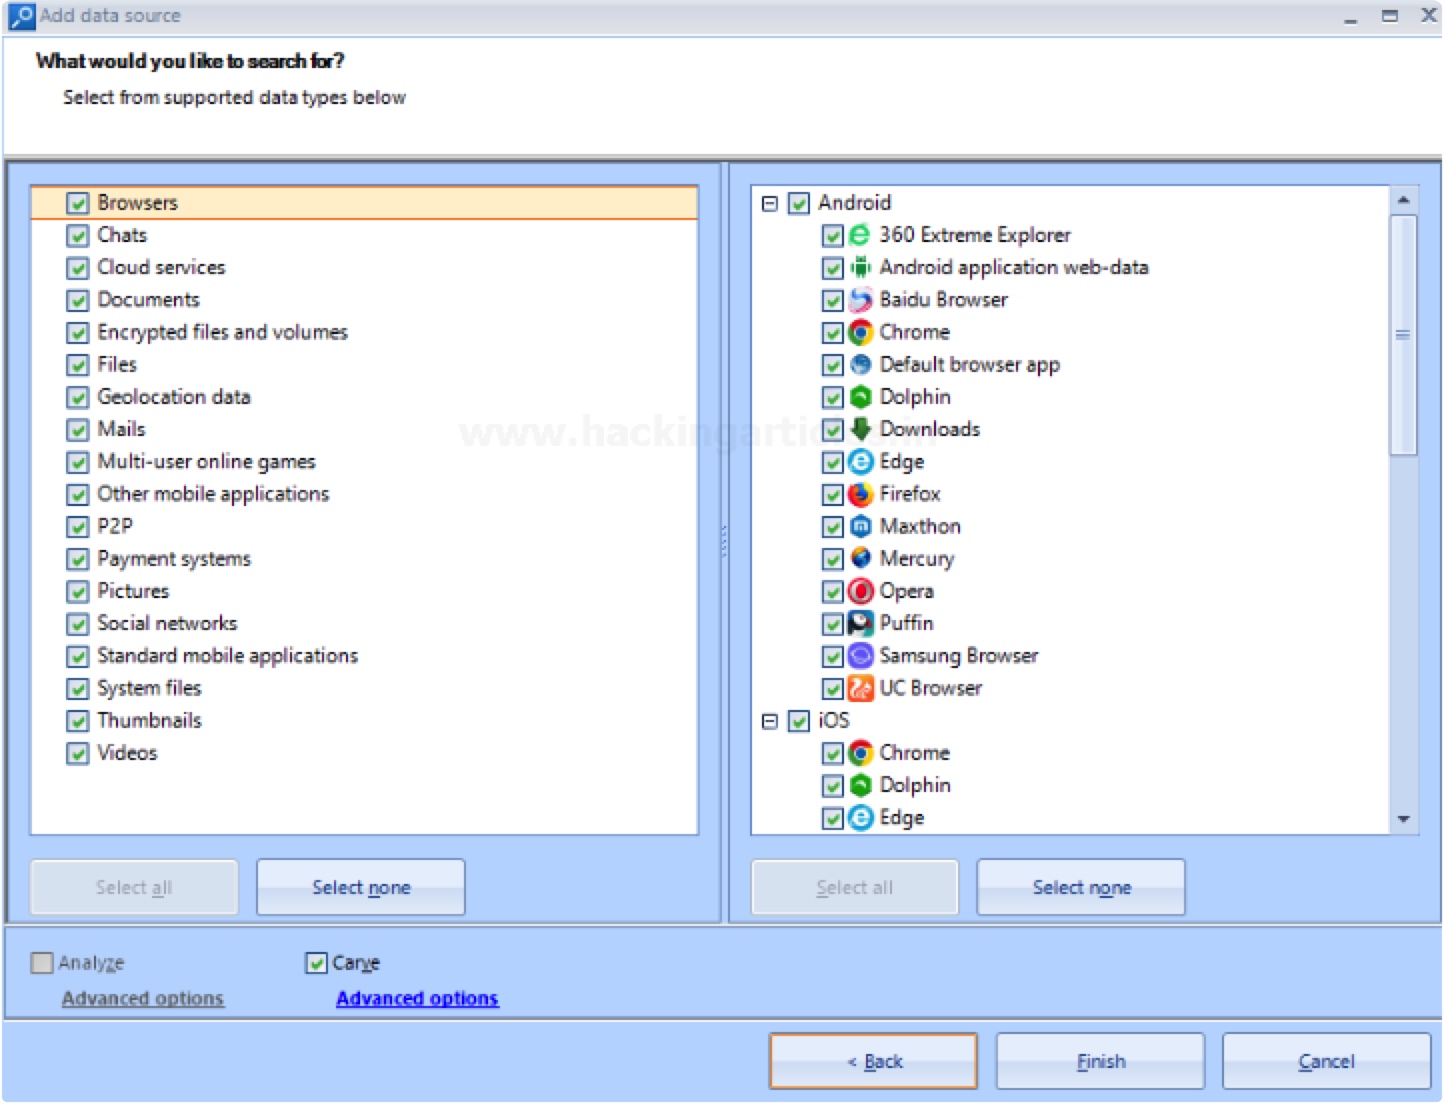 Add data source
What would you like to search for?
Select from supported data types below
Browsers
Chats
Cloud services
Documents
Encrypted files and volumes
Files
Geolocation data
Mails
Multi-user online games
Other mobile applications
P2P
Payment systems
Pictures
Social networks
Standard mobile applications
System files
Thumbnails
Videos
Select all
Select none
Android
360 Extreme Explorer
Android application web-data
Baidu Browser
Chrome
Default browser app
Dolphin
Downloads
Edge
Firefox
Maxthon
Mercury
Opera
Puffin
Samsung Browser
UC Browser
iOS
Chrome
Dolphin
Edge
Select all
Select none
Analyze
Advanced options
Carve
Advanced options
< Back
Finish
Cancel